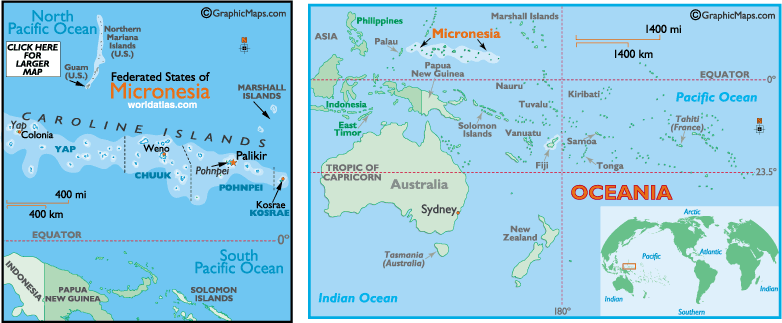 North
Pacific Ocean
©GraphicMaps.com
Northern
Mariana
Islands
(U.S.)
CLICK HERE
FOR
LARGER
MAP
Guam
(U.S.)
Federated States of
Micronesia
worldatlas.com
MARSHALL
ISLANDS
CAROLINE ISLANDS
Yap
Colonia
YAP
Weno
CHUUK
Palikir
Pohnpei
POHNPEI
Kosrae
KOSRAE
400 mi
400 km
EQUATOR
0°
South
Pacific Ocean
INDONESIA
PAPUA
NEW GUINEA
SOLOMON
ISLANDS
©GraphicMaps.com
Philippines
Marshall Islands
1400 mi
1400 km
ASIA
Palau
Micronesia
Papua
New Guinea
EQUATOR
0°
Nauru
Kiribati
Pacific Ocean
Indonesia
East
Timor
Tuvalu
Solomon
Islands
Vanuatu
Samoa
Tahiti
(France)
Fiji
Tonga
TROPIC OF
CAPRICORN
23.5°
Australia
OCEANIA
Sydney
New
Zealand
Tasmania
(Australia)
Indian Ocean
180°
Arctic
Pacific
Atlantic
Indian
Indian
Southern